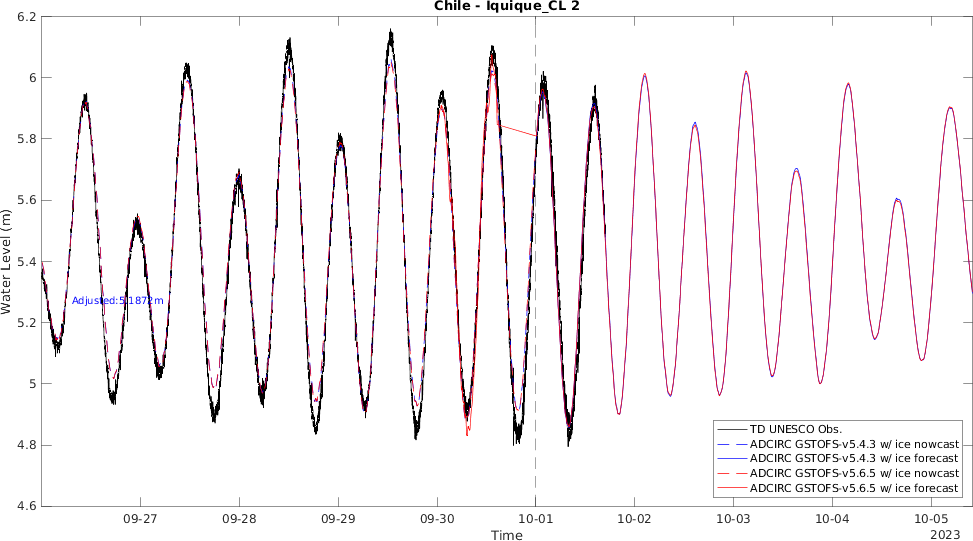 Chile - Iquique_CL 2
6.2
6
5.8
5.6
5.4
5.2
5
4.8
4.6
Water Level (m)
Adjusted:5.1872m
TD UNESCO Obs.
ADCIRC GSTOFS-v5.4.3 w/ ice nowcast
ADCIRC GSTOFS-v5.4.3 w/ ice forecast
ADCIRC GSTOFS-v5.6.5 w/ ice nowcast
ADCIRC GSTOFS-v5.6.5 w/ ice forecast
09-27 09-28 09-29 09-30 10-01 10-02 10-03 10-04 10-05
Time
2023